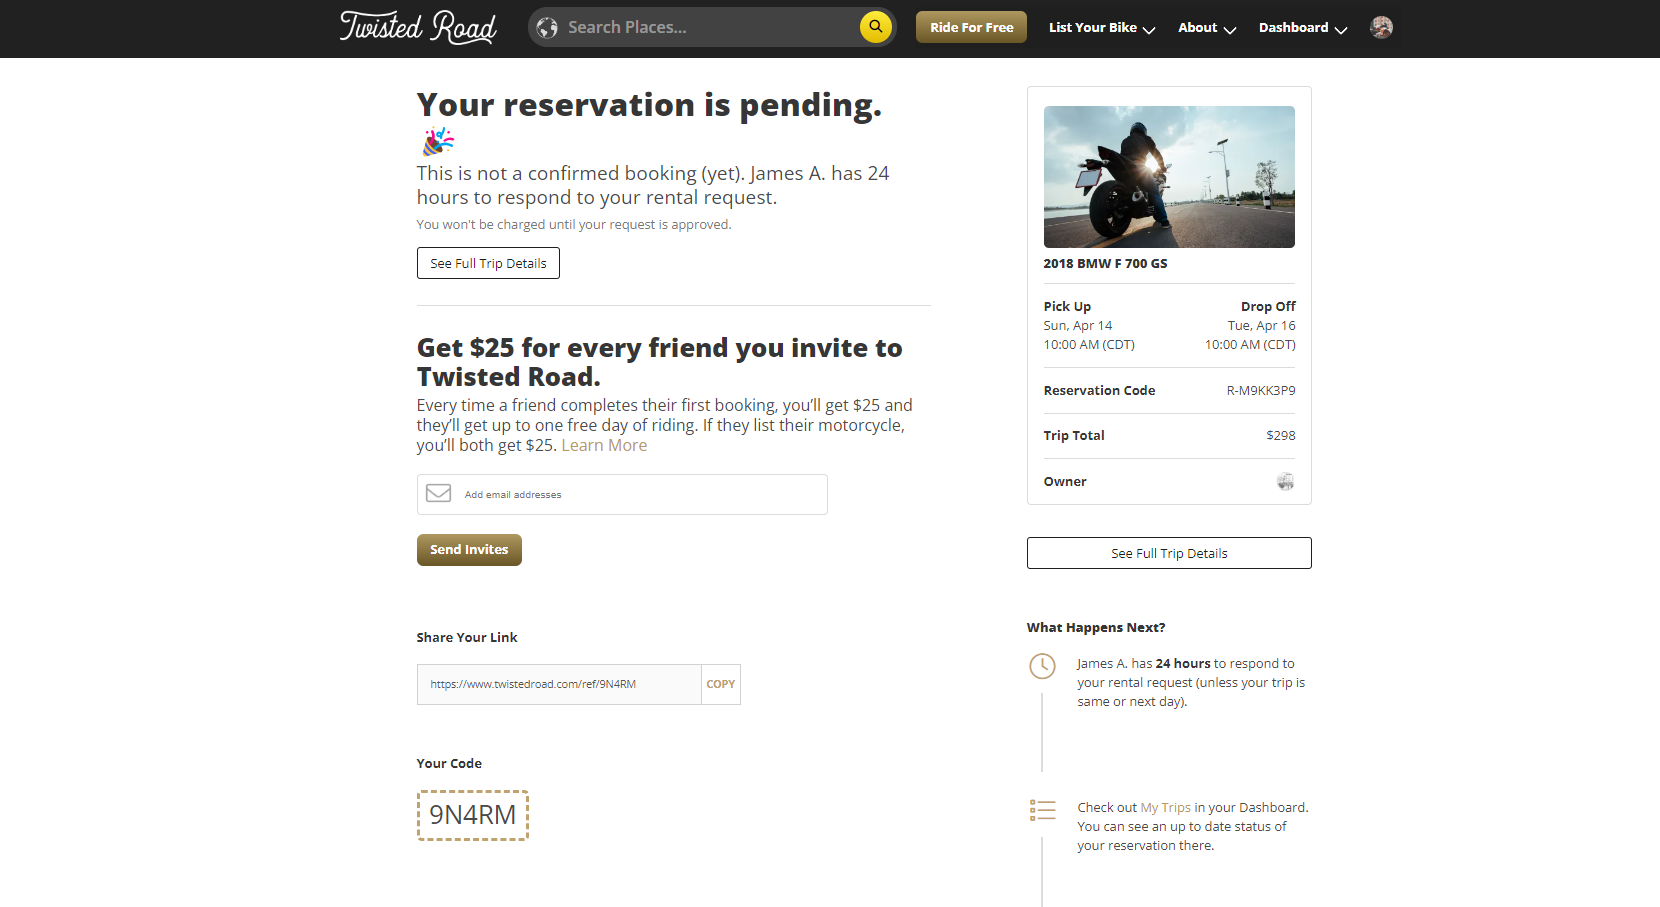 Twisted Road
Search Places...
Ride For Free
List Your Bike
About
Dashboard
Your reservation is pending.
This is not a confirmed booking (yet). James A. has 24
hours to respond to your rental request.
You won't be charged until your request is approved.
See Full Trip Details
Get $25 for every friend you invite to
Twisted Road.
Every time a friend completes their first booking, you’ll get $25 and
they’ll get up to one free day of riding. If they list their motorcycle,
you’ll both get $25. Learn More
Add email addresses
Send Invites
Share Your Link
https://www.twistedroad.com/ref/9N4RM
COPY
Your Code
9N4RM
2018 BMW F 700 GS
Pick Up
Drop Off
Sun, Apr 14
Tue, Apr 16
10:00 AM (CDT)
10:00 AM (CDT)
Reservation Code
R-M9KK3P9
Trip Total
$298
Owner
See Full Trip Details
What Happens Next?
James A. has 24 hours to respond to
your rental request (unless your trip is
same or next day).
Check out My Trips in your Dashboard.
You can see an up to date status of
your reservation there.